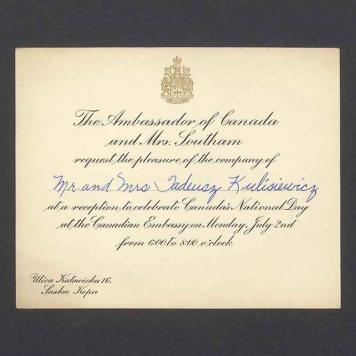 The Ambassador of Canada
and Mrs. Southam
request the pleasure of the company of
Mr. and Mrs Tadeusz Kulisiewicz
at a reception to celebrate Canada's National Day
at the Canadian Embassy on Monday, July 2nd
from 6:00 to 8:00 o'clock
Ulica Katowicka 16,
Saska Kepa